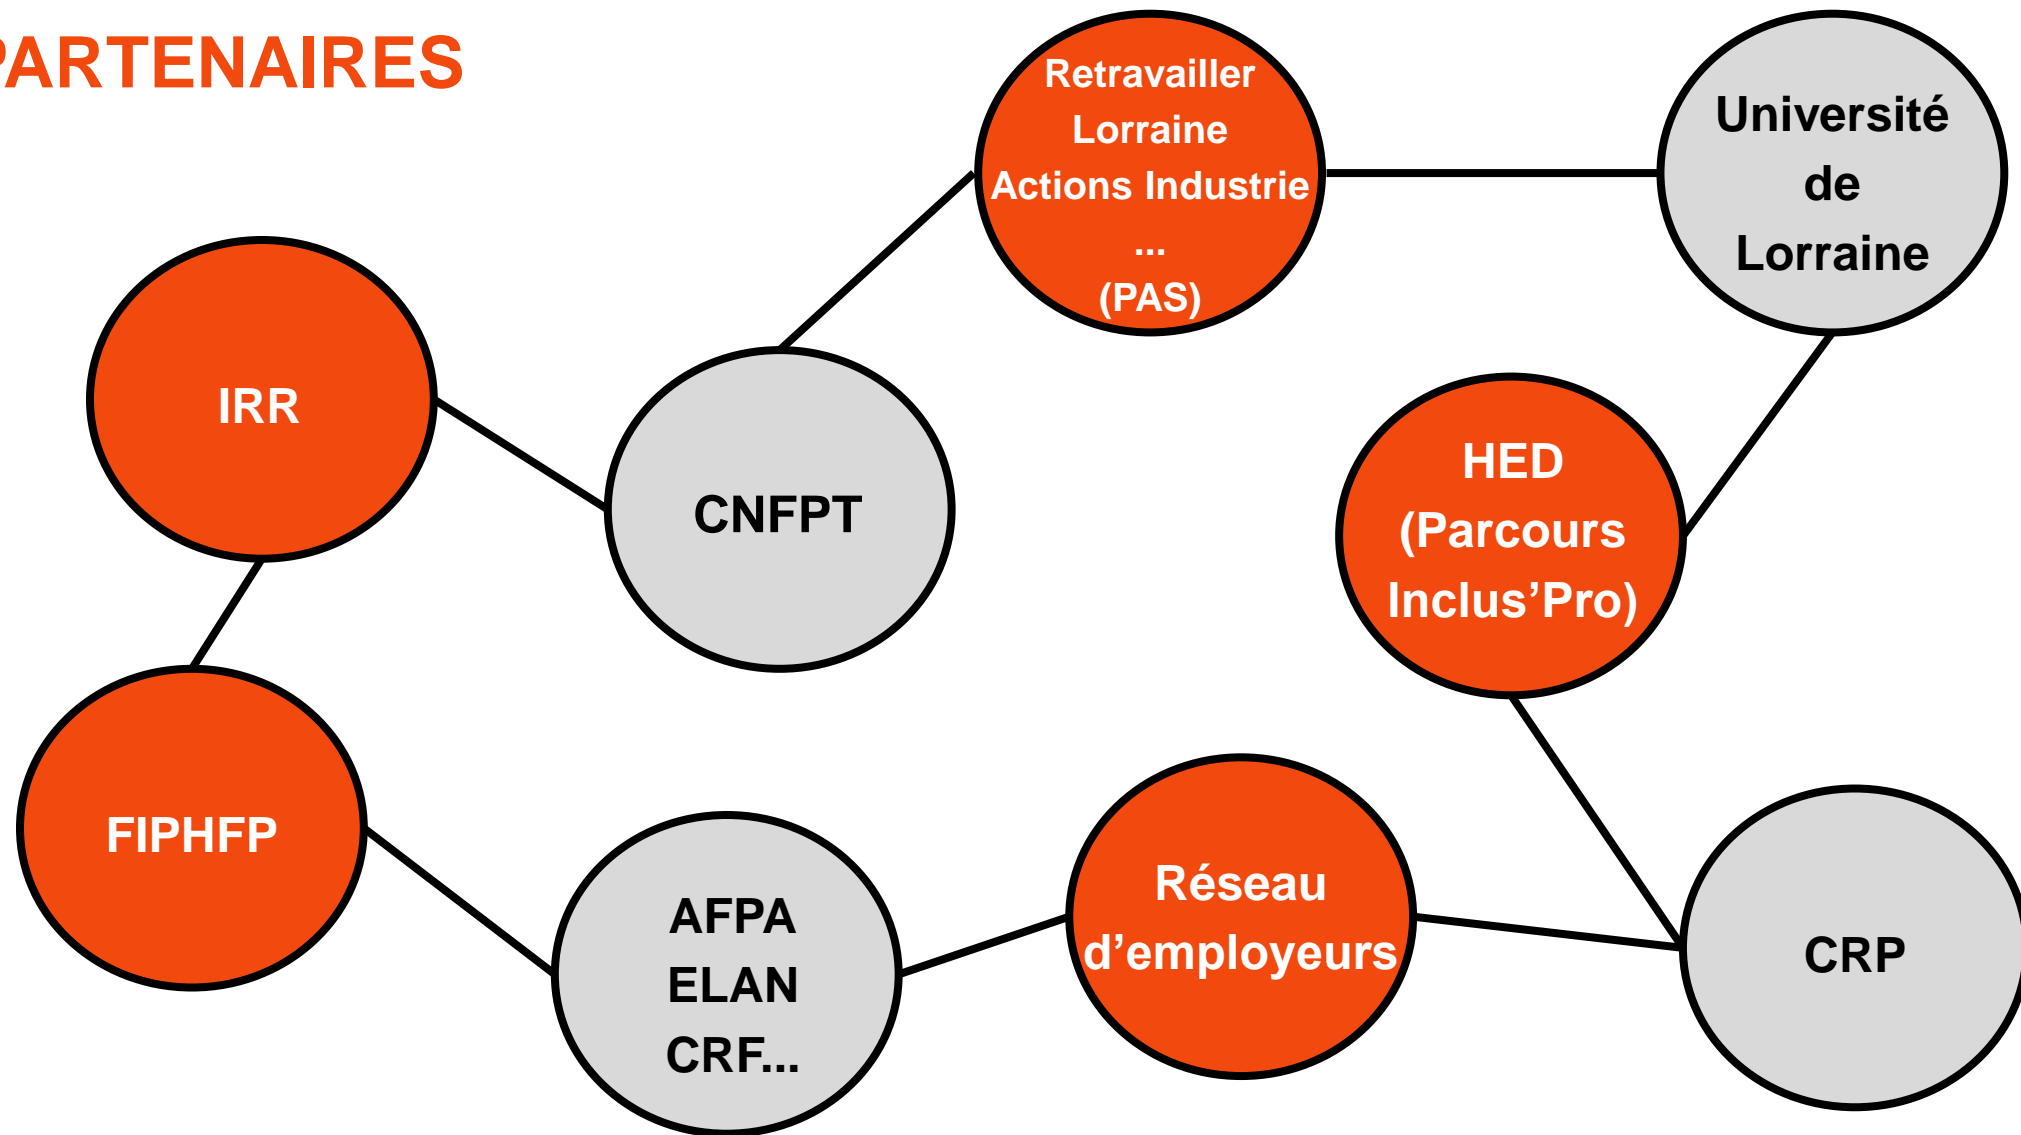 PARTENAIRES
Retravailler
Lorraine
Actions Industrie
...
(PAS)
Université
de
Lorraine
IRR
CNFPT
HED
(Parcours
Inclus’Pro)
FIPHFP
AFPA
ELAN
CRF...
Réseau
d’employeurs
CRP